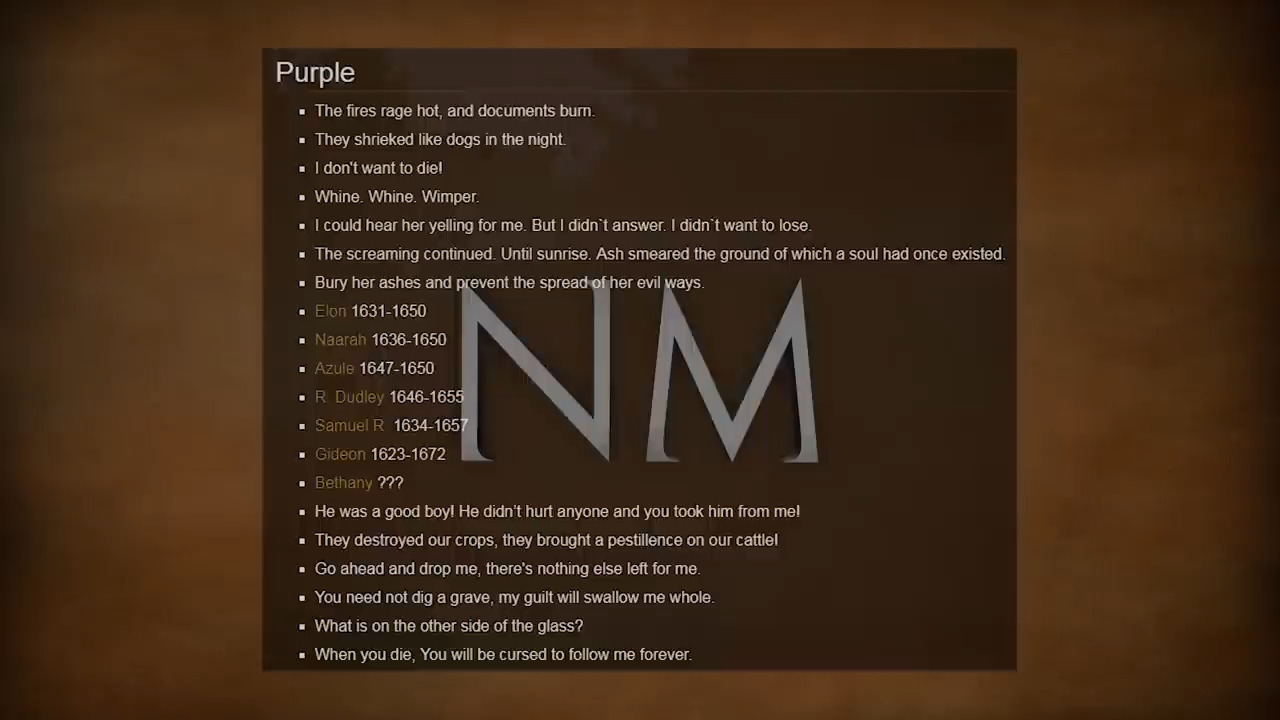 Purple
The fires rage hot, and documents burn.
They shrieked like dogs in the night.
I don't want to die!
Whine. Whine. Wimper.
I could hear her yelling for me. But I didn`t answer. I didn`t want to lose.
The screaming continued. Until sunrise. Ash smeared the ground of which a soul had once existed.
Bury her ashes and prevent the spread of her evil ways.
Elon 1631-1650
Naarah 1636-1650
Azule 1647-1650
R. Dudley 1646-1655
Samuel R. 1634-1657
Gideon 1623-1672
Bethany ???
He was a good boy! He didn't hurt anyone and you took him from me!
They destroyed our crops, they brought a pestillence on our cattle!
Go ahead and drop me, there's nothing else left for me.
You need not dig a grave, my guilt will swallow me whole.
What is on the other side of the glass?
When you die, You will be cursed to follow me forever.
NM